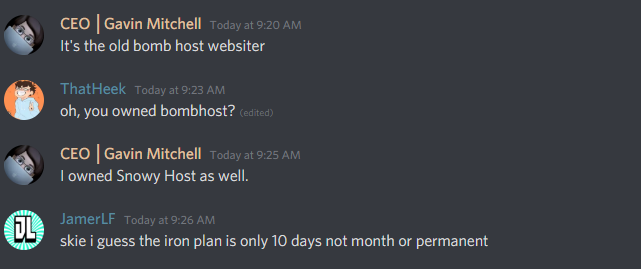 CEO | Gavin Mitchell Today at 9:20 AM
It's the old bomb host websiter
ThatHeek Today at 9:23 AM
oh, you owned bombhost? (edited)
CEO | Gavin Mitchell Today at 9:25 AM
I owned Snowy Host as well.
JL
JamerLF Today at 9:26 AM
skie i guess the iron plan is only 10 days not month or permanent